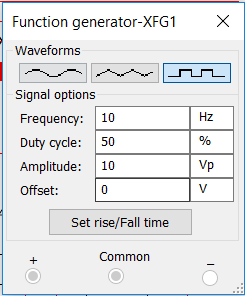 Function generator-XFG1
Waveforms
Signal options
Frequency: 10 Hz
Duty cycle: 50 %
Amplitude: 10 Vp
Offset: 0 V
Set rise/Fall time
+ Common –